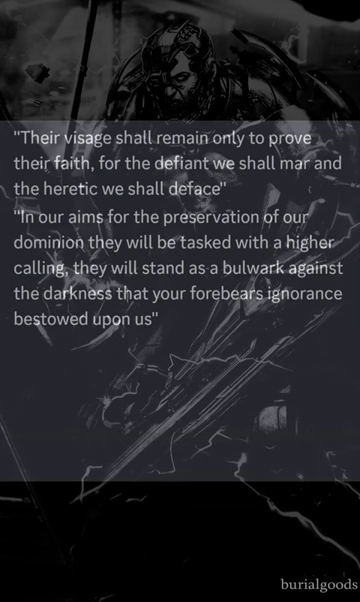 "Their visage shall remain only to prove
their faith, for the defiant we shall mar and
the heretic we shall deface"
"In our aims for the preservation of our
dominion they will be tasked with a higher
calling, they will stand as a bulwark against
the darkness that your forebears ignorance
bestowed upon us"
burialgoods